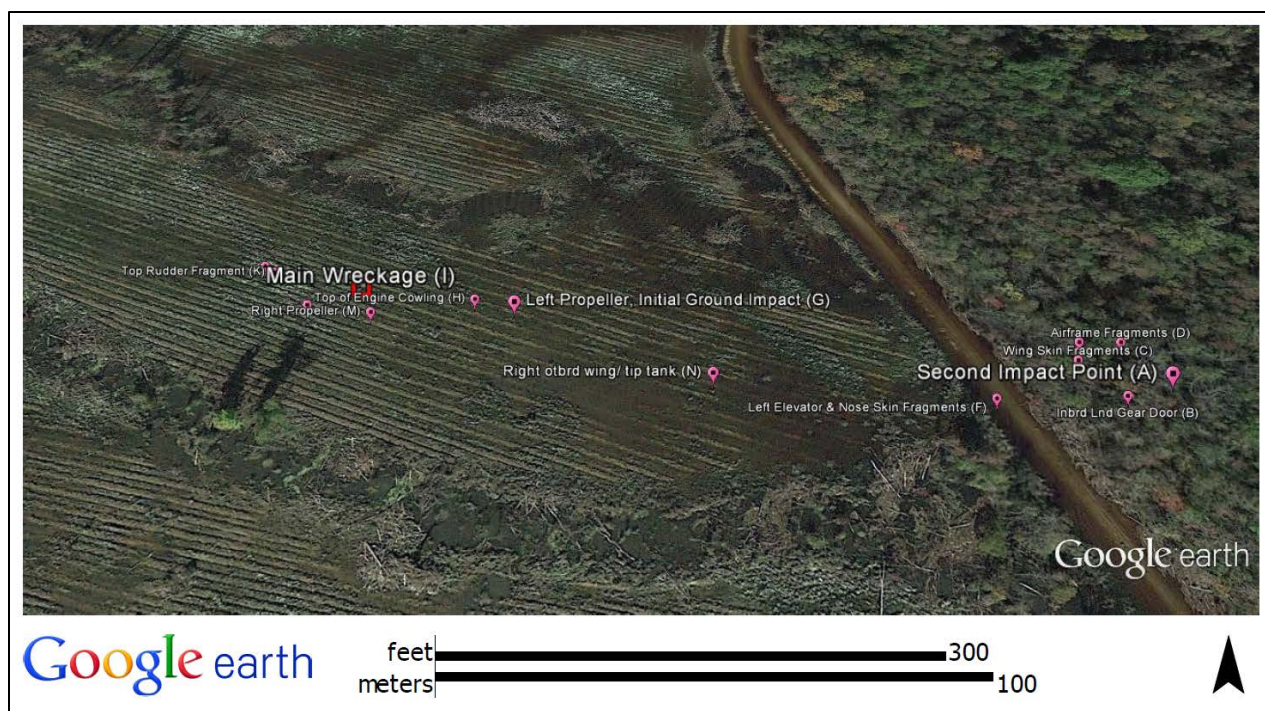 Top Rudder Fragment (K)
Main Wreckage (I)
Top of Engine Cowling (H)
Right Propeller (M)
Left Propeller, Initial Ground Impact (G)
Right otbrd wing/ tip tank (N)
Airframe Fragments (D)
Wing Skin Fragments (C)
Second Impact Point (A)
Left Elevator & Nose Skin Fragments (F)
Inbrd Lnd Gear Door (B)
Google earth
Google earth
feet
300
meters
100